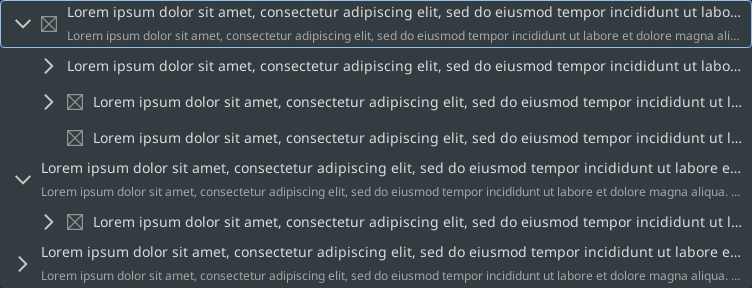 Lorem ipsum dolor sit amet, consectetur adipiscing elit, sed do eiusmod tempor incididunt ut labo...
Lorem ipsum dolor sit amet, consectetur adipiscing elit, sed do eiusmod tempor incididunt ut labore et dolore magna ali...
Lorem ipsum dolor sit amet, consectetur adipiscing elit, sed do eiusmod tempor incididunt ut labo...
Lorem ipsum dolor sit amet, consectetur adipiscing elit, sed do eiusmod tempor incididunt ut l...
Lorem ipsum dolor sit amet, consectetur adipiscing elit, sed do eiusmod tempor incididunt ut l...
Lorem ipsum dolor sit amet, consectetur adipiscing elit, sed do eiusmod tempor incididunt ut labore e...
Lorem ipsum dolor sit amet, consectetur adipiscing elit, sed do eiusmod tempor incididunt ut labore et dolore magna aliqua. ...
Lorem ipsum dolor sit amet, consectetur adipiscing elit, sed do eiusmod tempor incididunt ut l...
Lorem ipsum dolor sit amet, consectetur adipiscing elit, sed do eiusmod tempor incididunt ut labore e...
Lorem ipsum dolor sit amet, consectetur adipiscing elit, sed do eiusmod tempor incididunt ut labore et dolore magna aliqua. ...